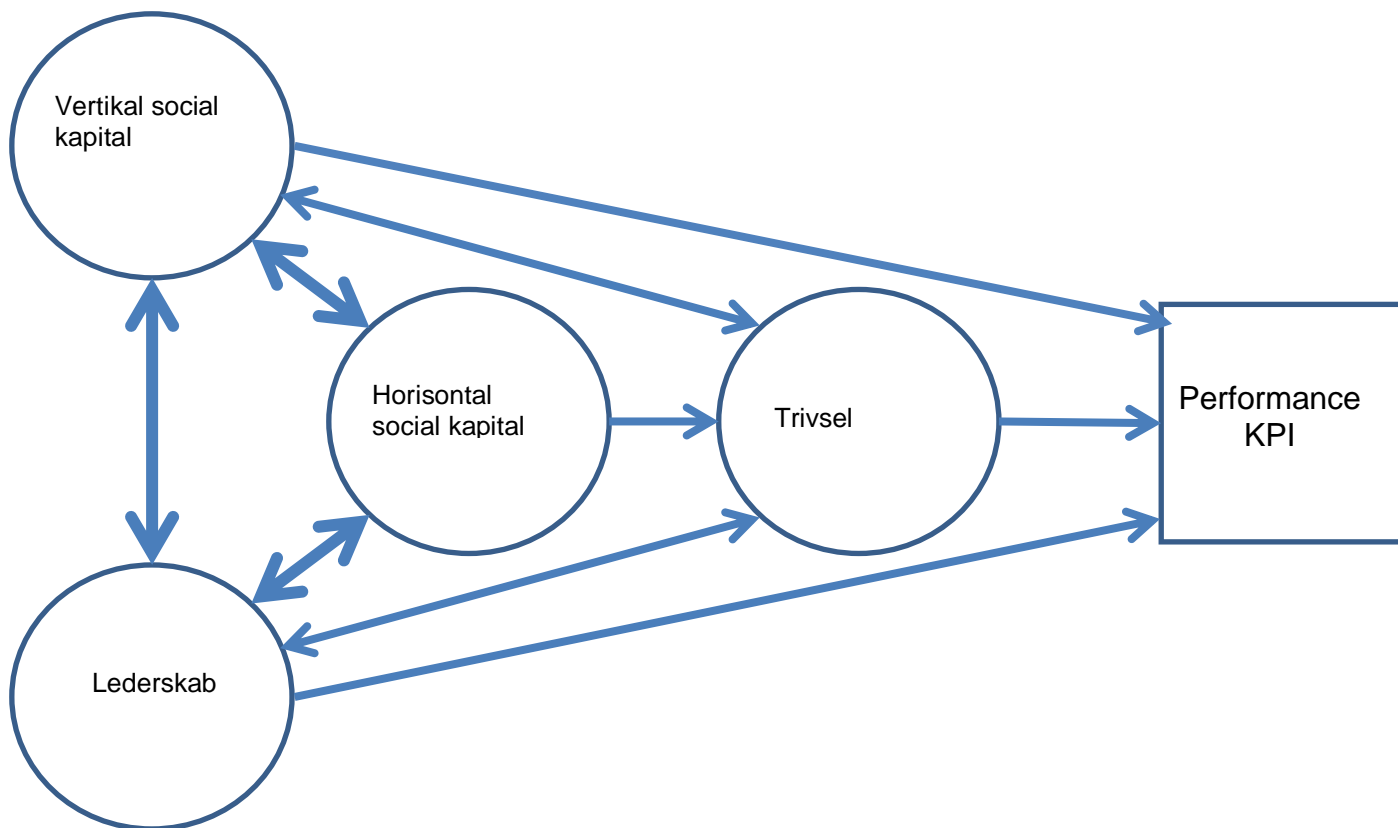 Vertikal social
kapital
Horisontal
social kapital
Trivsel
Performance
KPI
Lederskab